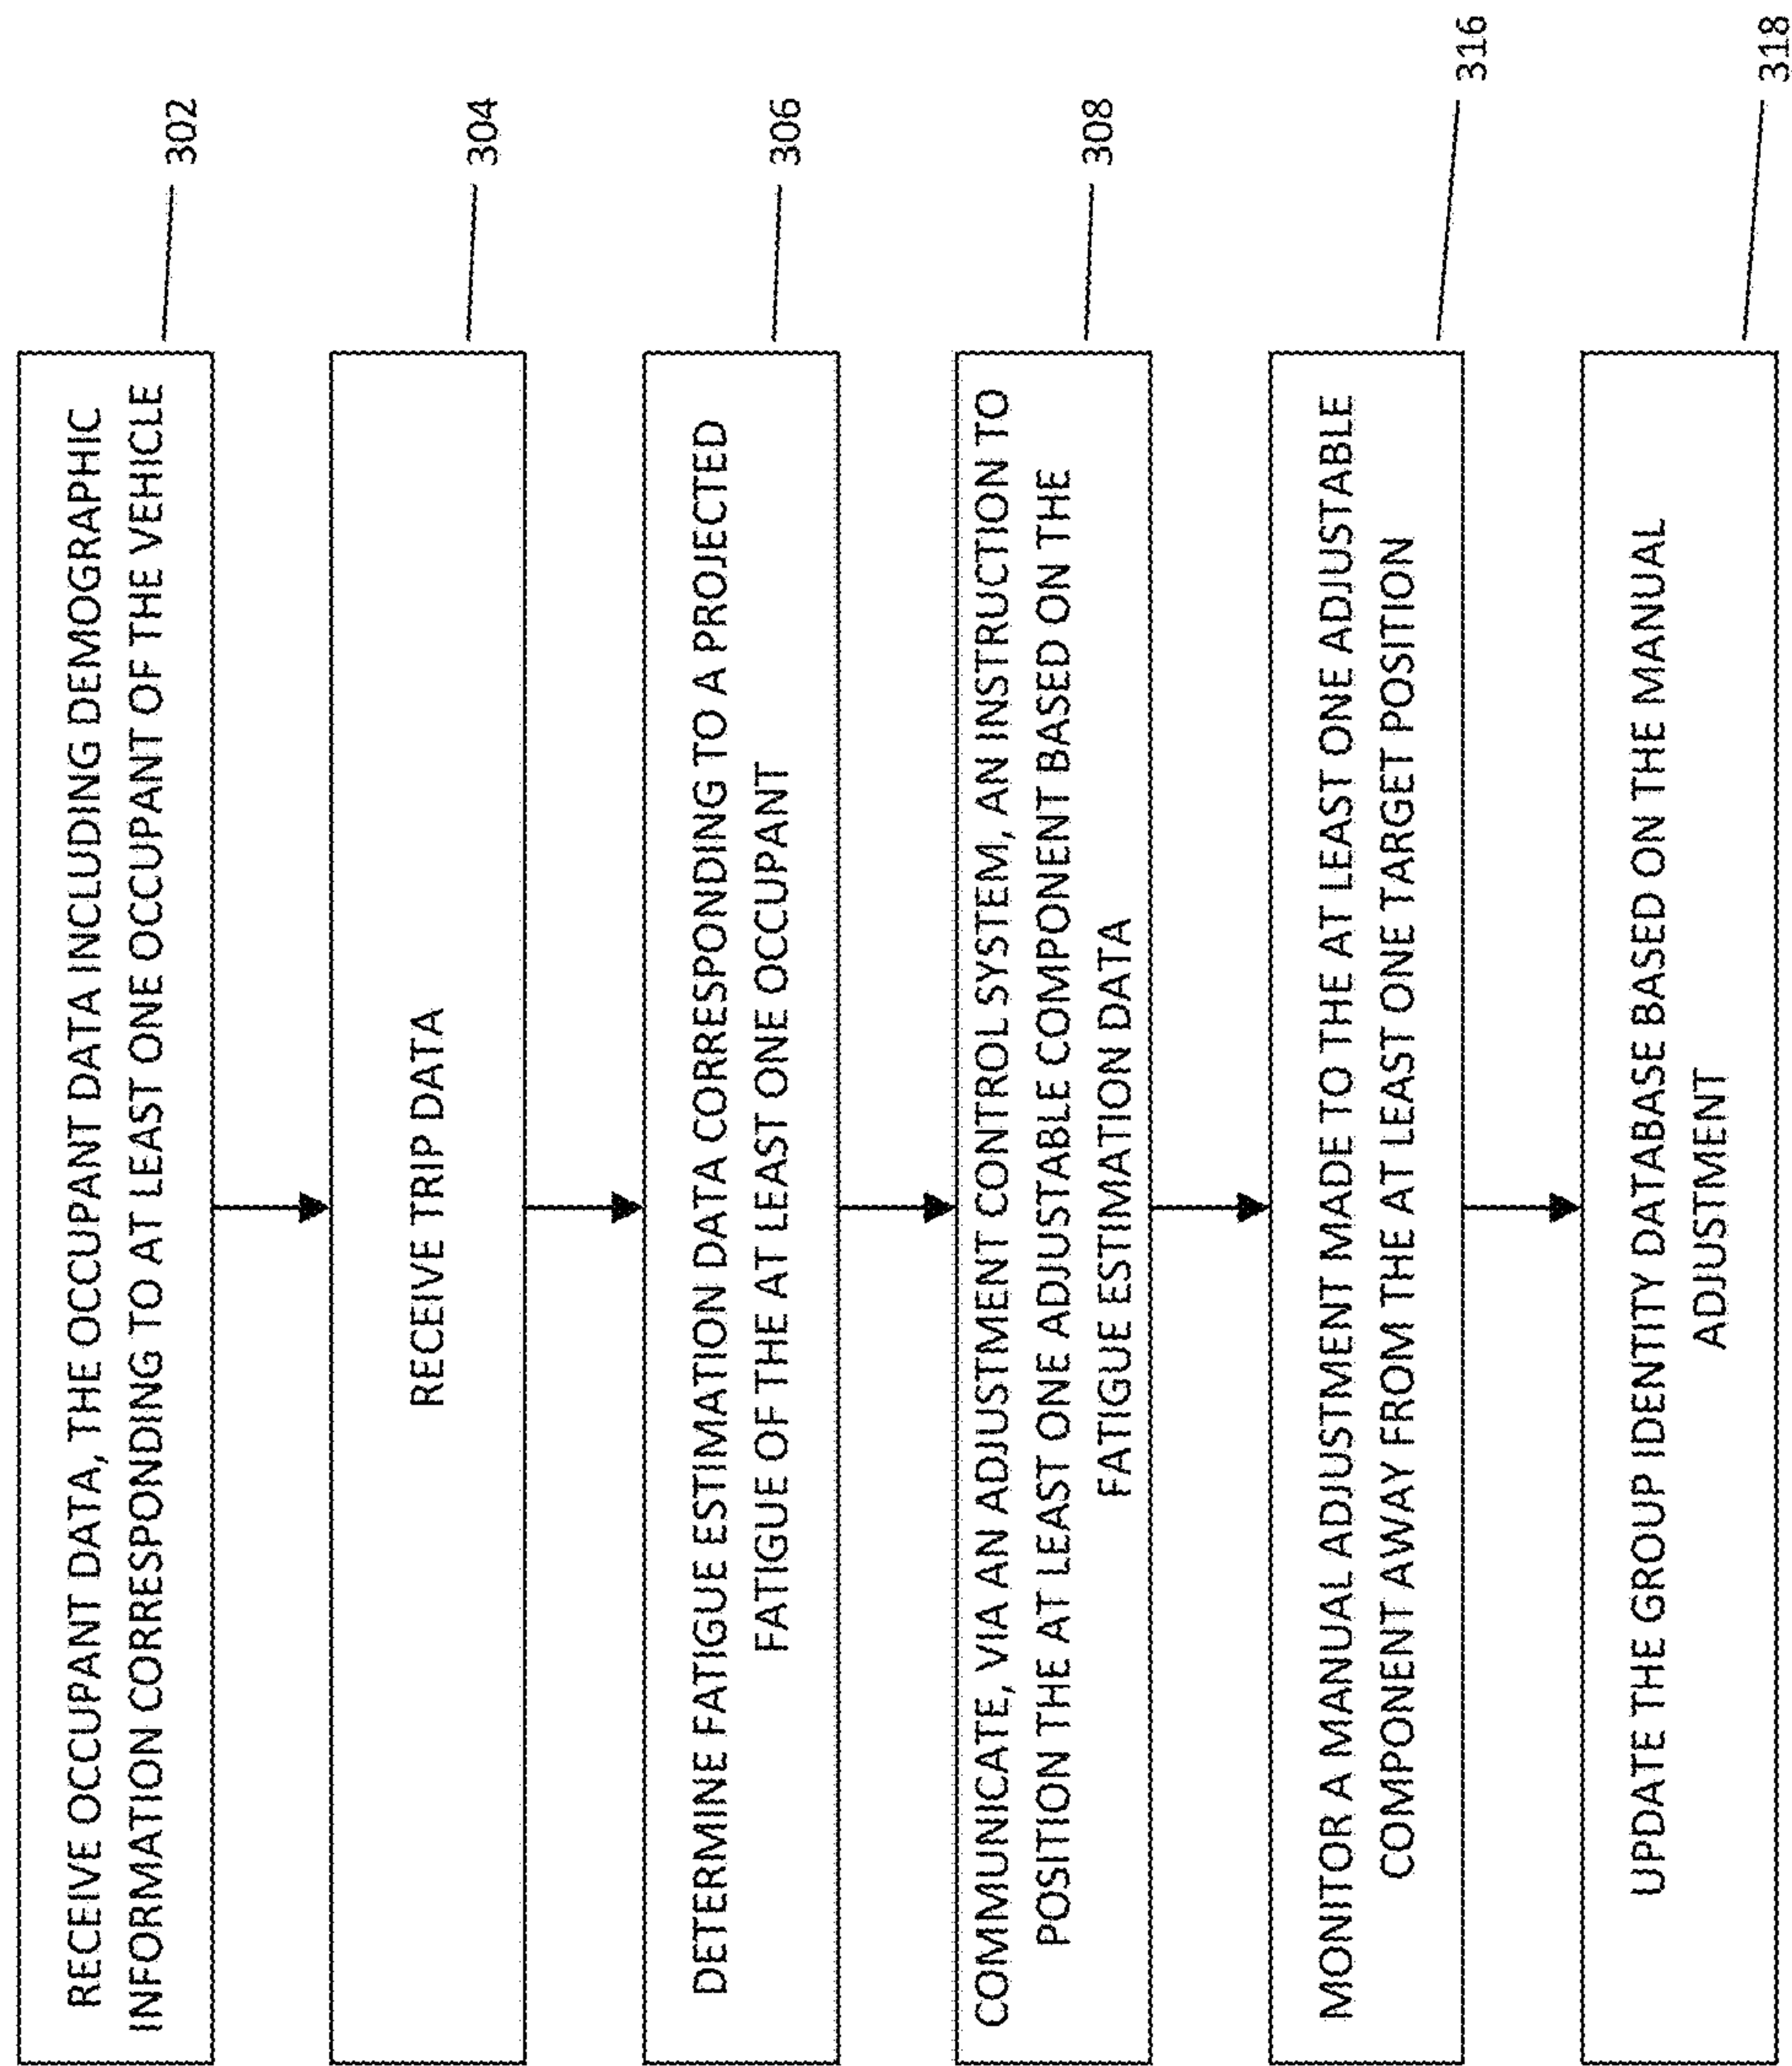 RECEIVE OCCUPANT DATA, THE OCCUPANT DATA INCLUDING DEMOGRAPHIC
INFORMATION CORRESPONDING TO AT LEAST ONE OCCUPANT OF THE VEHICLE
302
RECEIVE TRIP DATA
304
DETERMINE FATIGUE ESTIMATION DATA CORRESPONDING TO A PROJECTED
FATIGUE OF THE AT LEAST ONE OCCUPANT
306
COMMUNICATE, VIA AN ADJUSTMENT CONTROL SYSTEM, AN INSTRUCTION TO
POSITION THE AT LEAST ONE ADJUSTABLE COMPONENT BASED ON THE
FATIGUE ESTIMATION DATA
308
MONITOR A MANUAL ADJUSTMENT MADE TO THE AT LEAST ONE ADJUSTABLE
COMPONENT AWAY FROM THE AT LEAST ONE TARGET POSITION
316
UPDATE THE GROUP IDENTITY DATABASE BASED ON THE MANUAL
ADJUSTMENT
318